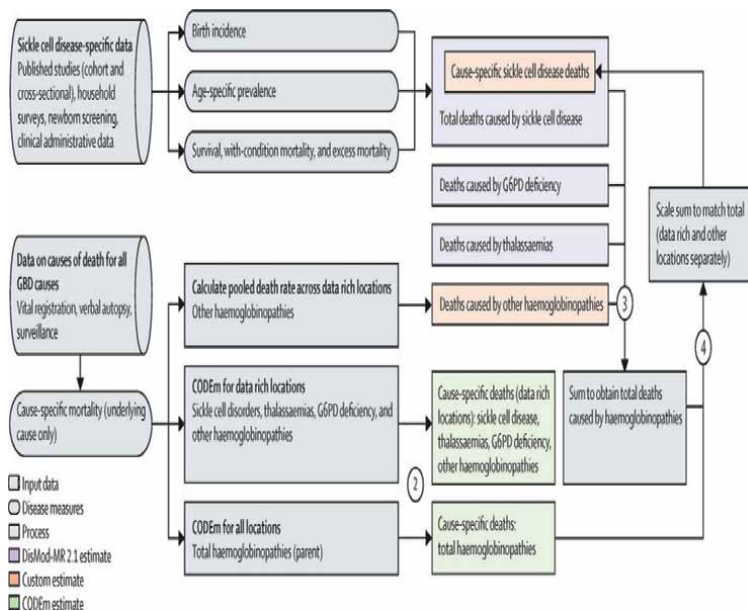 Sickle cell disease-specific data
Published studies (cohort and
cross-sectional), household
surveys, newborn screening,
clinical administrative data
Birth incidence
Age-specific prevalence
Survival, with-condition mortality, and excess mortality
Cause-specific sickle cell disease deaths
Total deaths caused by sickle cell disease
Deaths caused by G6PD deficiency
Deaths caused by thalassaemias
Scale sum to match total
(data rich and other
locations separately)
Data on causes of death for all
GBD causes
Vital registration, verbal autopsy,
surveillance
Calculate pooled death rate across data rich locations
Other haemoglobinopathies
Deaths caused by other haemoglobinopathies
3
4
Cause-specific mortality (underlying
cause only)
CODEm for data rich locations
Sickle cell disorders, thalassaemias, G6PD deficiency, and
other haemoglobinopathies
Cause-specific deaths (data rich
locations): sickle cell disease,
thalassaemias, G6PD deficiency,
other haemoglobinopathies
Sum to obtain total deaths
caused by haemoglobinopathies
2
CODEm for all locations
Total haemoglobinopathies (parent)
Cause-specific deaths:
total haemoglobinopathies
Input data
Disease measures
Process
DisMod-MR 2.1 estimate
Custom estimate
CODEm estimate